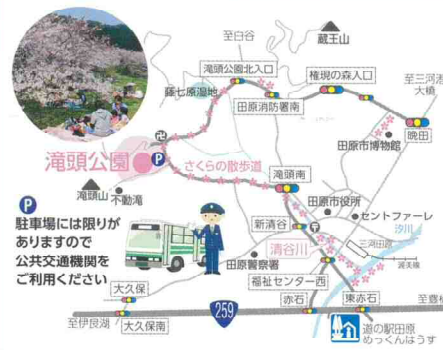 至臼谷
蔵王山
滝頭公園北入口
権現の森入口
至三河港
大橋
藤七原湿地
田原消防署南
晩田
田原市博物館
卍
滝頭公園
P
さくらの散歩道
滝頭南
滝頭山
不動滝
田原市役所
セントファーレ
〒
汐川
新清谷
三河田原
P
駐車場には限りが
ありますので
公共交通機関を
ご利用ください
清谷川
渥美線
田原警察署
福祉センター西
大久保
259
赤石
東赤石
至豊橋
至伊良湖
大久保南
道の駅田原
めっくんはうす